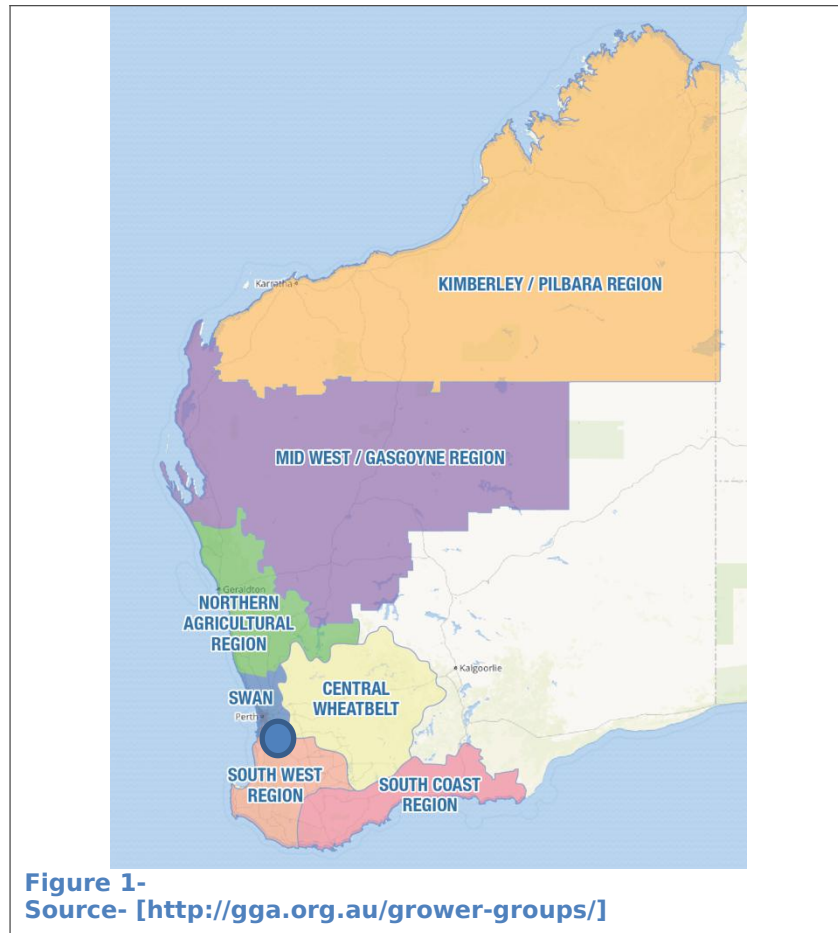 Karratha
KIMBERLEY / PILBARA REGION
MID WEST / GASGOYNE REGION
Geraldton
NORTHERN
AGRICULTURAL
REGION
Kalgoorlie
SWAN
CENTRAL
WHEATBELT
Perth
SOUTH WEST
REGION
SOUTH COAST
REGION
Figure 1-
Source- [http://gga.org.au/grower-groups/]